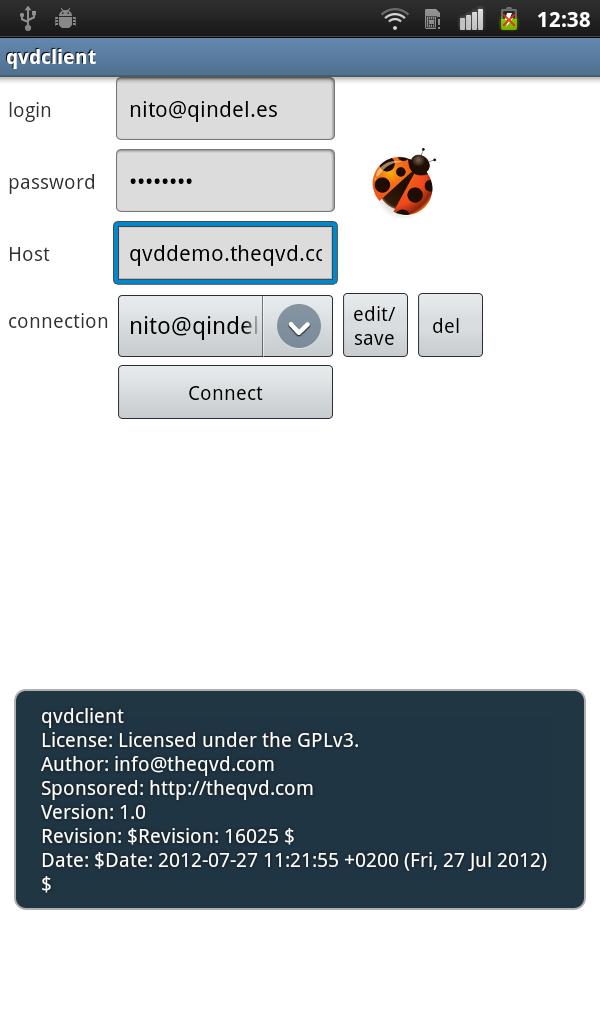 12:38
qvdclient
login
nito@qindel.es
password
••••••••
Host
qvddemo.theqvd.cc
connection
nito@qindel
edit/
save
del
Connect
qvdclient
License: Licensed under the GPLv3.
Author: info@theqvd.com
Sponsored: http://theqvd.com
Version: 1.0
Revision: $Revision: 16025 $
Date: $Date: 2012-07-27 11:21:55 +0200 (Fri, 27 Jul 2012)
$